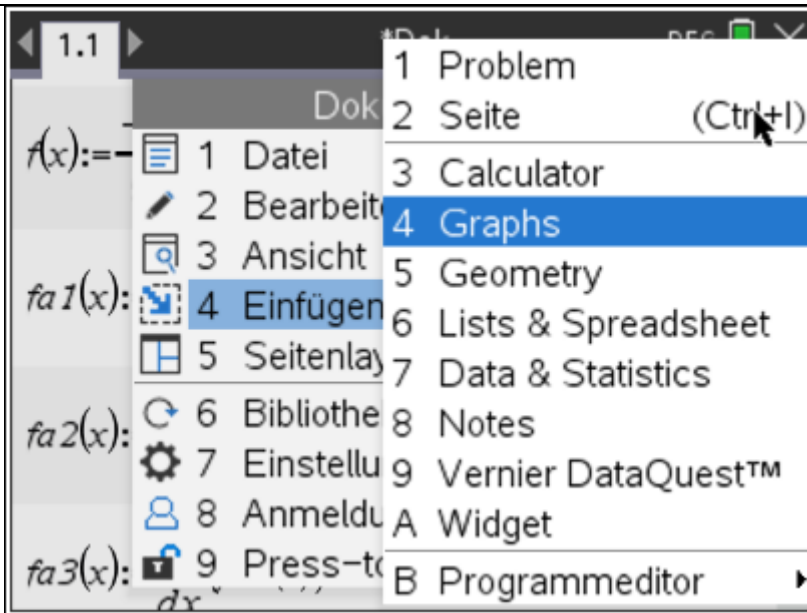 1.1
*Dok
1 Problem
2 Seite (Ctrl+I)
3 Calculator
4 Graphs
5 Geometry
6 Lists & Spreadsheet
7 Data & Statistics
8 Notes
9 Vernier DataQuest™
A Widget
B Programmeditor
Dok
1 Datei
2 Bearbeite
3 Ansicht
4 Einfügen
5 Seitenlay
6 Bibliothe
7 Einstellu
8 Anmeldu
9 Press-to
f(x):=-
fa1(x):
fa2(x):
fa3(x):
dx